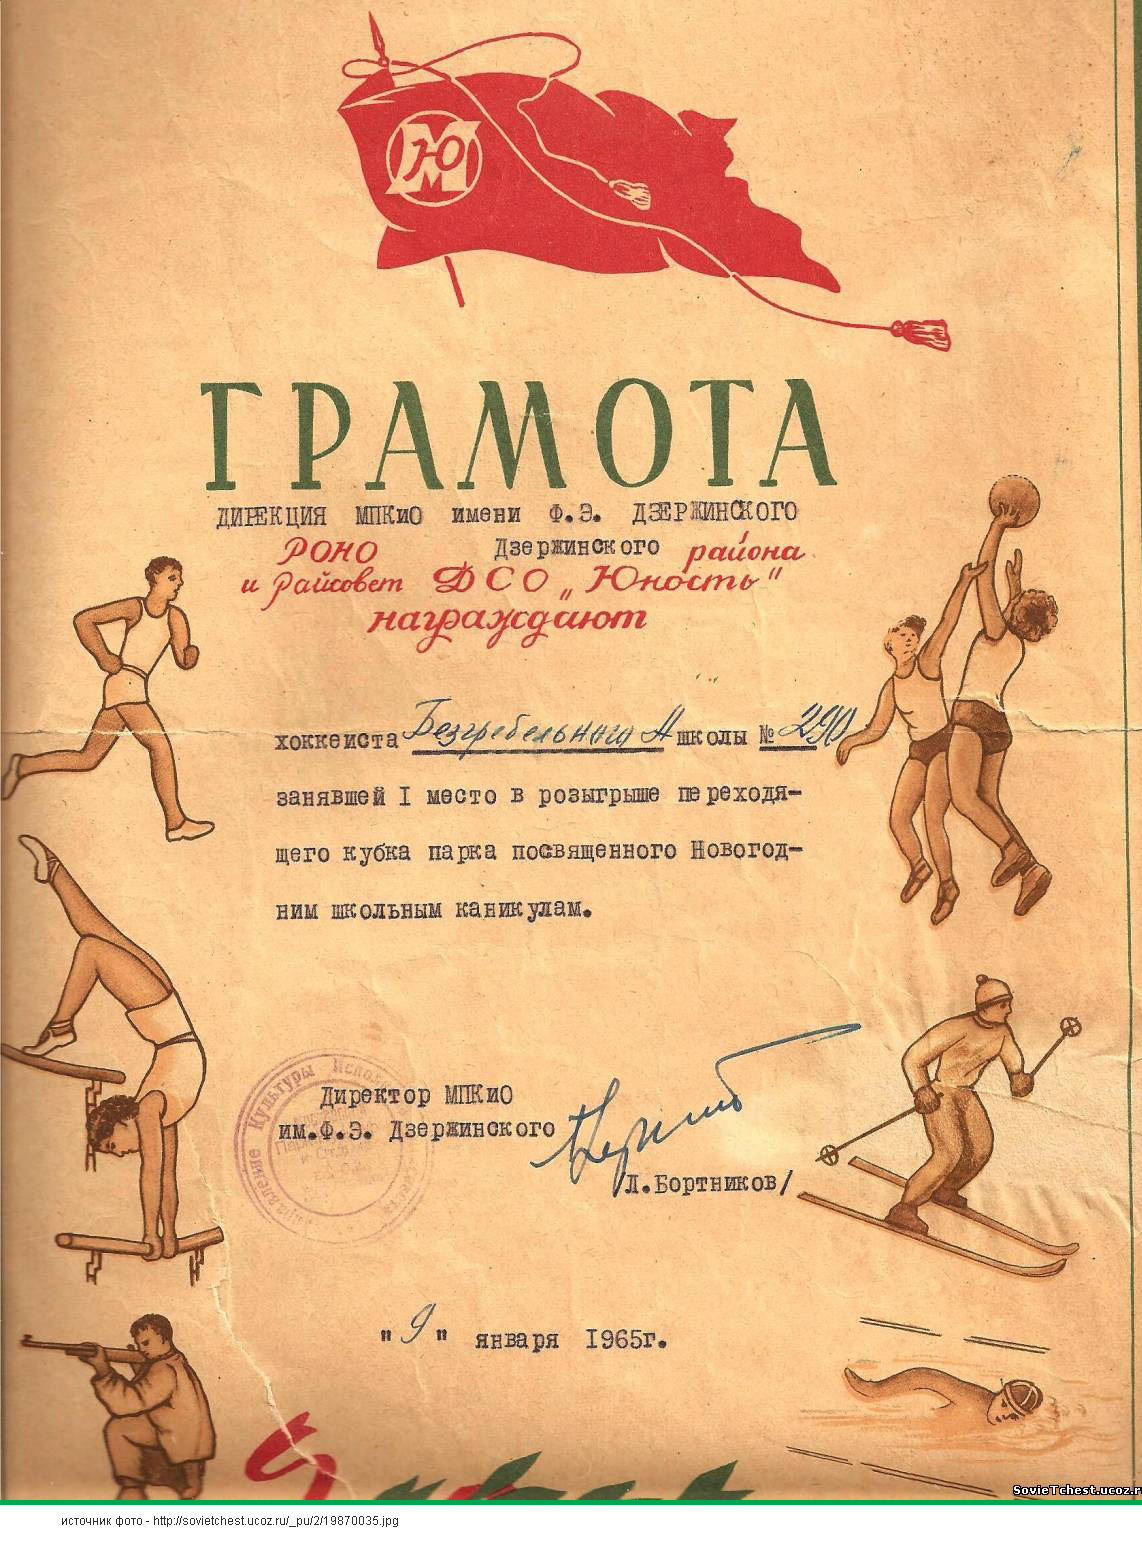 МЮМ
ГРАМОТА
ДИРЕКЦИЯ МПКиО имени Ф.Э. ДЗЕРЖИНСКОГО
РОНО Дзержинского района
и Райсовет ДСО „Юность"
награждают
хоккеиста Безгребельного А школы № 290
занявшей I место в розыгрыше переходя-
щего кубка парка посвященного Новогод-
ним школьным каникулам.
Культуры
Директор МПКиО
им.Ф.Э. Дзержинского
/Л.Бортников/
"9" января 1965г.
SovieTchest.ucoz.r
источник фото - http://sovietchest.ucoz.ru/_pu/2/19870035.jpg